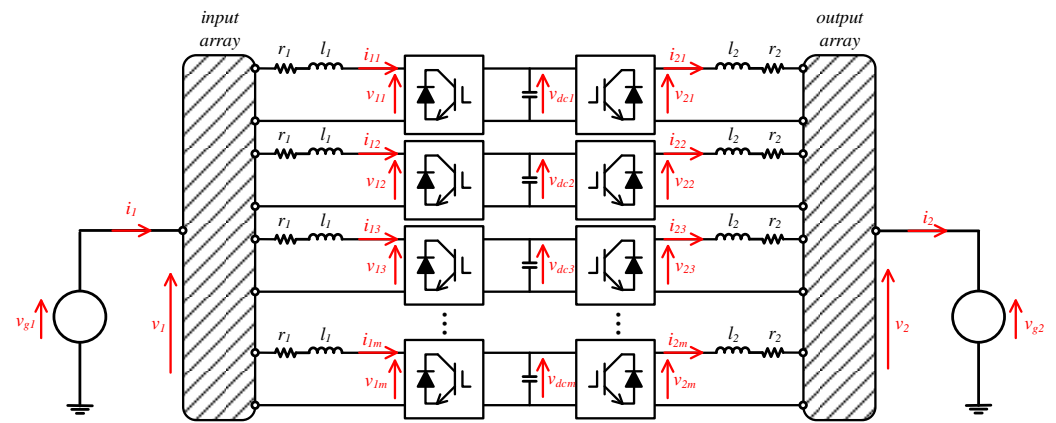 input
array
output
array
r1 l1 i11 i21 l2 r2
v11 vdc1 v21
r1 l1 i12 i22 l2 r2
v12 vdc2 v22
r1 l1 i13 i23 l2 r2
v13 vdc3 v23
i1 i2
vg1 v1 v2 vg2
r1 l1 i1m i2m l2 r2
v1m vdcm v2m